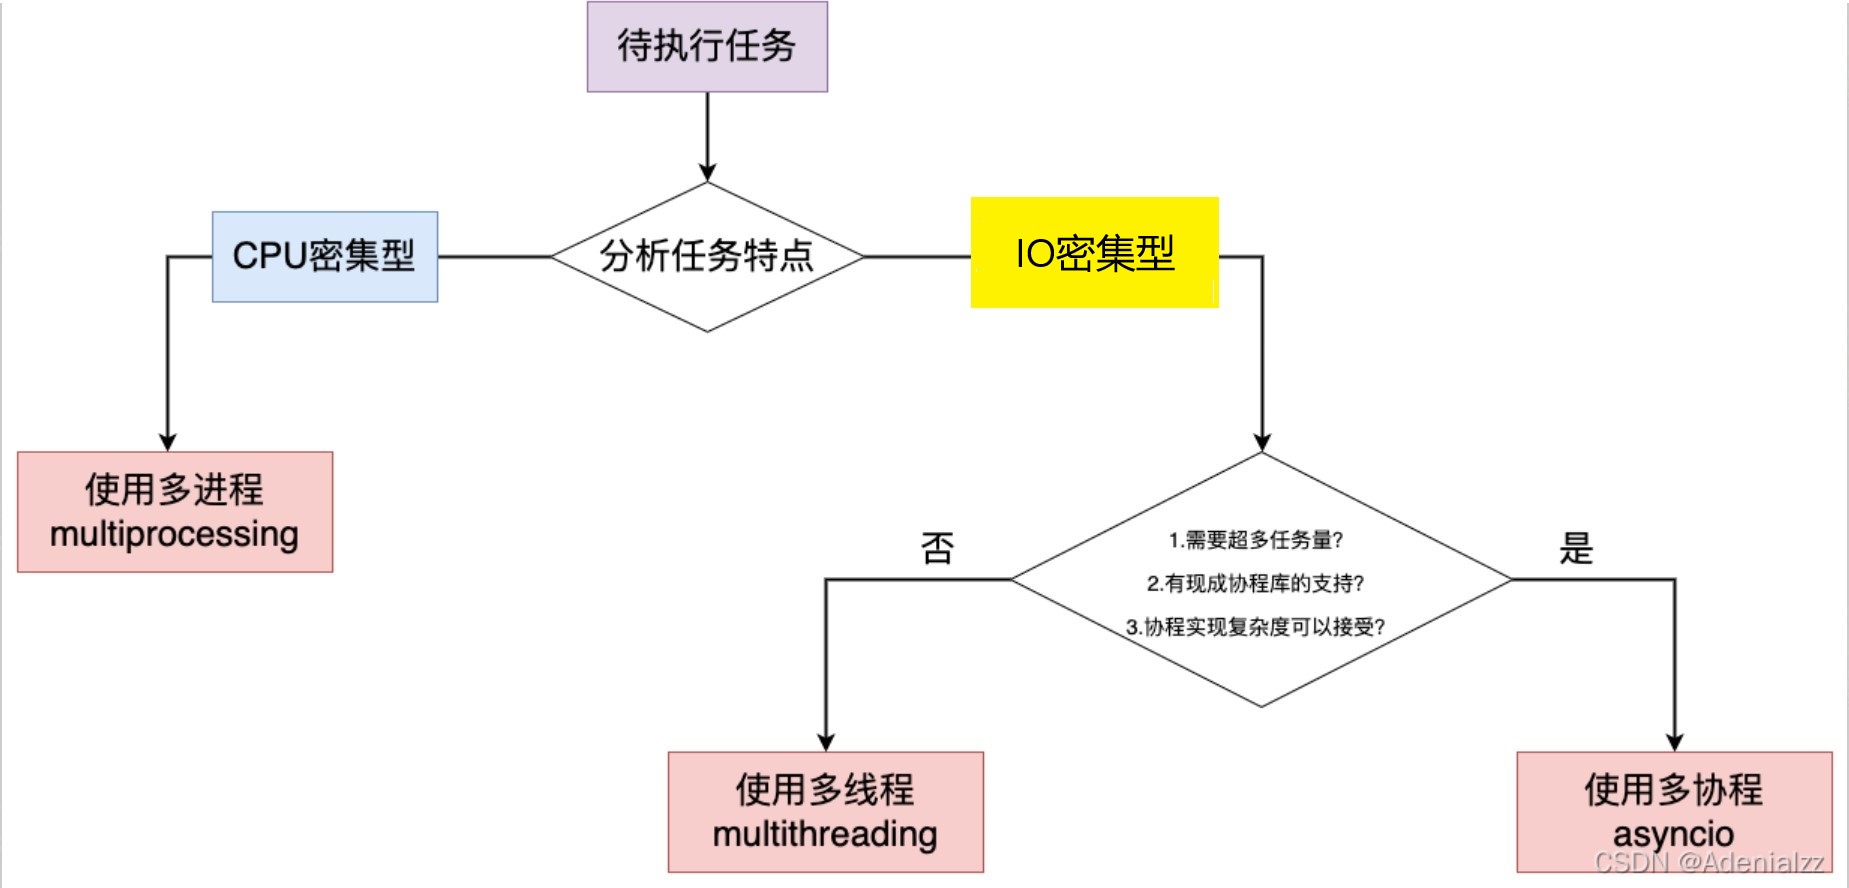 待执行任务
CPU密集型
分析任务特点
IO密集型
使用多进程
multiprocessing
否
1.需要超多任务量?
2.有现成协程库的支持?
3.协程实现复杂度可以接受?
是
使用多线程
multithreading
使用多协程
asyncio
CSDN @Adenialzz